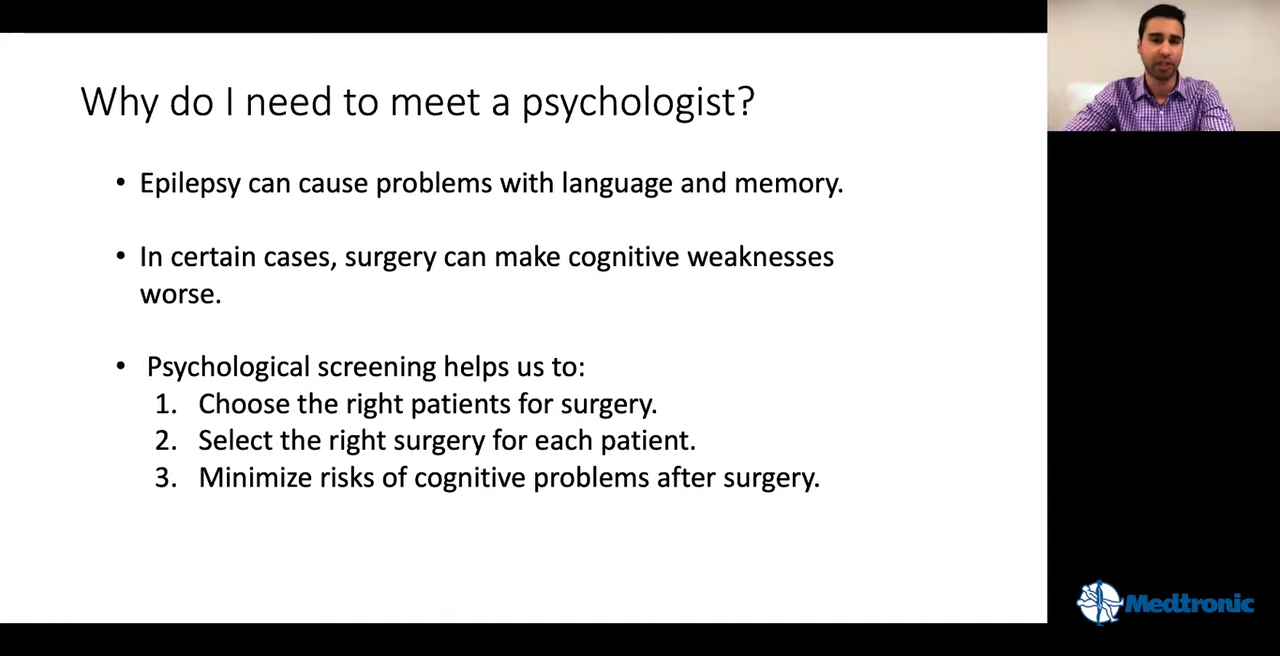 Why do I need to meet a psychologist?
• Epilepsy can cause problems with language and memory.
• In certain cases, surgery can make cognitive weaknesses
worse.
• Psychological screening helps us to:
1. Choose the right patients for surgery.
2. Select the right surgery for each patient.
3. Minimize risks of cognitive problems after surgery.
Medtronic